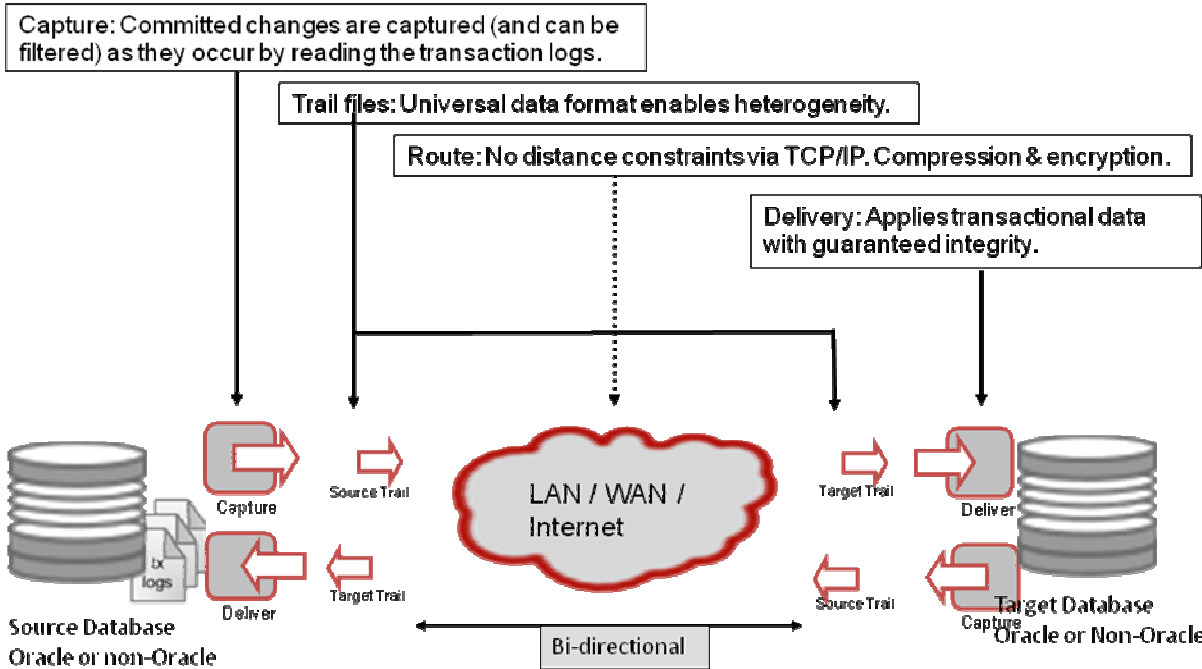 Capture: Committed changes are captured (and can be
filtered) as they occur by reading the transaction logs.
Trail files: Universal data format enables heterogeneity.
Route: No distance constraints via TCP/IP. Compression & encryption.
Delivery: Applies transactional data
with guaranteed integrity.
Capture
Source Trail
LAN / WAN /
Internet
Target Trail
Deliver
tx
logs
Deliver
Target Trail
Source Trail
Capture
Source Database
Oracle or non-Oracle
Bi-directional
Target Database
Oracle or Non-Oracle